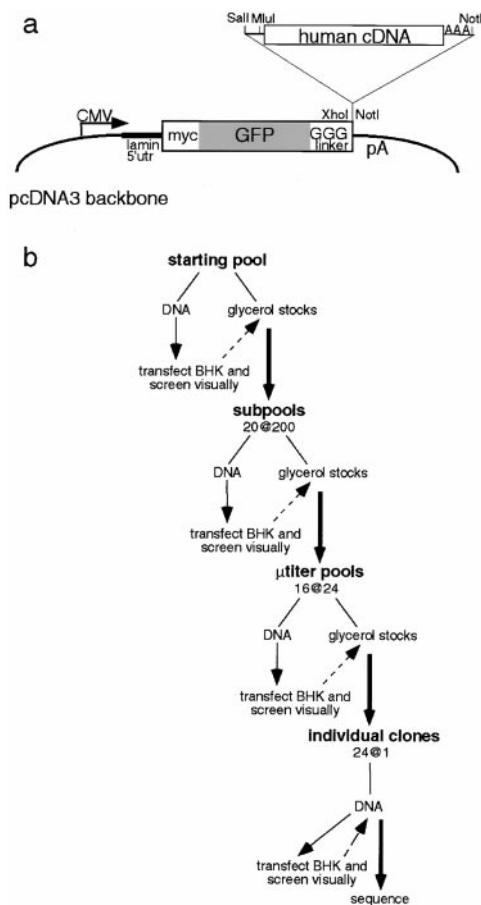 a
SalI MluI NotI
human cDNA AAA
XhoI NotI
CMV
myc GFP GGG
lamin linker pA
5'utr
pcDNA3 backbone
b
starting pool
DNA glycerol stocks
transfect BHK and
screen visually
subpools
20@200
DNA glycerol stocks
transfect BHK and
screen visually
μtiter pools
16@24
DNA glycerol stocks
transfect BHK and
screen visually
individual clones
24@1
DNA
transfect BHK and
screen visually
sequence